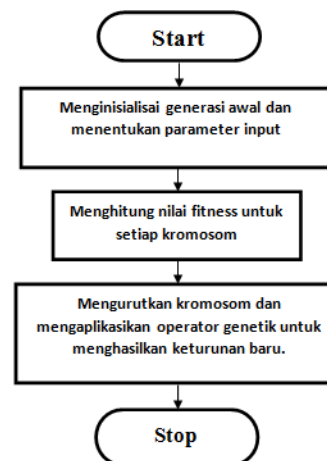 Start
Menginisialisai generasi awal dan
menentukan parameter input
Menghitung nilai fitness untuk
setiap kromosom
Mengurutkan kromosom dan
mengaplikasikan operator genetik untuk
menghasilkan keturunan baru.
Stop